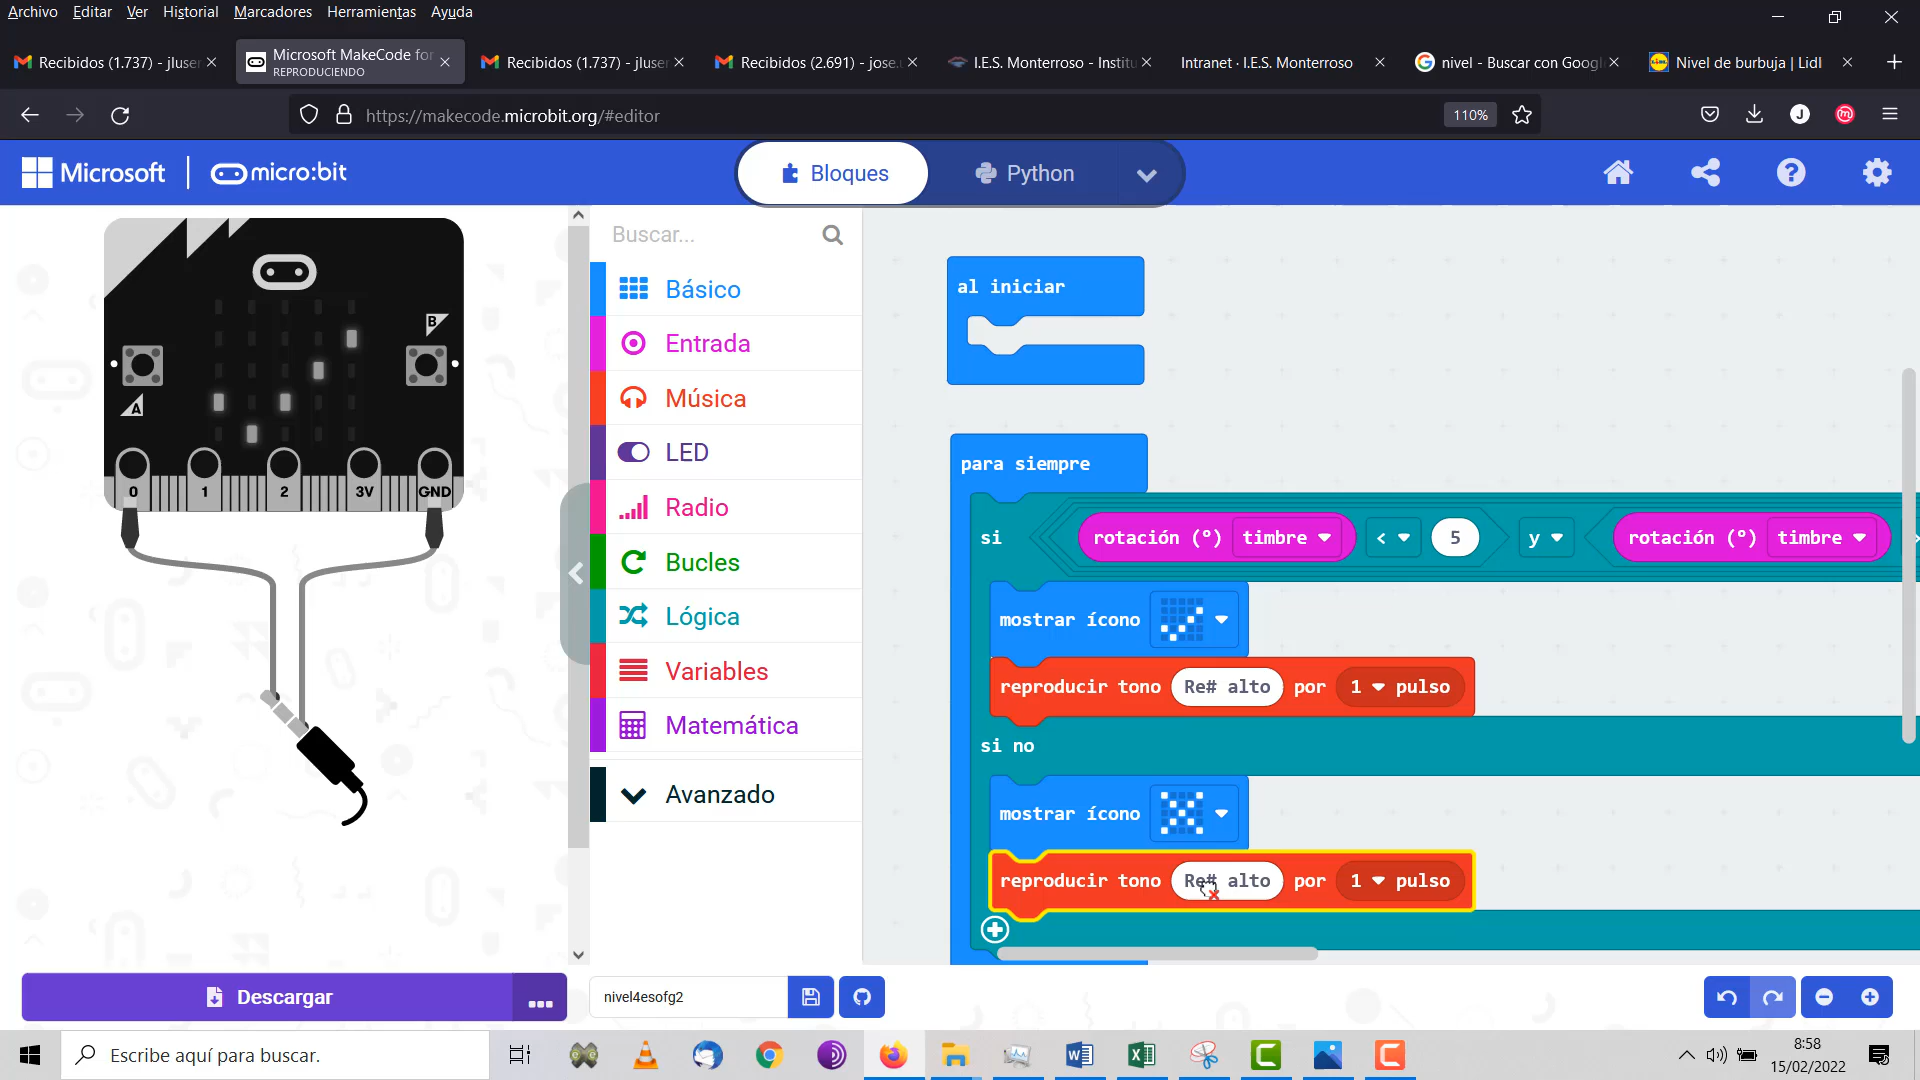 Archivo Editar Ver Historial Marcadores Herramientas Ayuda
Recibidos (1.737) - jluser
Microsoft MakeCode for
REPRODUCIENDO
Recibidos (1.737) - jluser
Recibidos (2.691) - jose.
I.E.S. Monterroso - Institu
Intranet · I.E.S. Monterroso
nivel - Buscar con Google
Nivel de burbuja | Lidl
https://makecode.microbit.org/#editor
110%
J
m
Microsoft
micro:bit
Bloques
Python
B
A
0 1 2 3V GND
Buscar...
Básico
Entrada
Música
LED
Radio
Bucles
Lógica
Variables
Matemática
Avanzado
al iniciar
para siempre
si rotación (º) timbre < 5 y rotación (º) timbre
mostrar ícono
reproducir tono Re# alto por 1 pulso
si no
mostrar ícono
reproducir tono Re# alto por 1 pulso
Descargar
...
nivel4esofg2
Escribe aquí para buscar.
8:58
15/02/2022